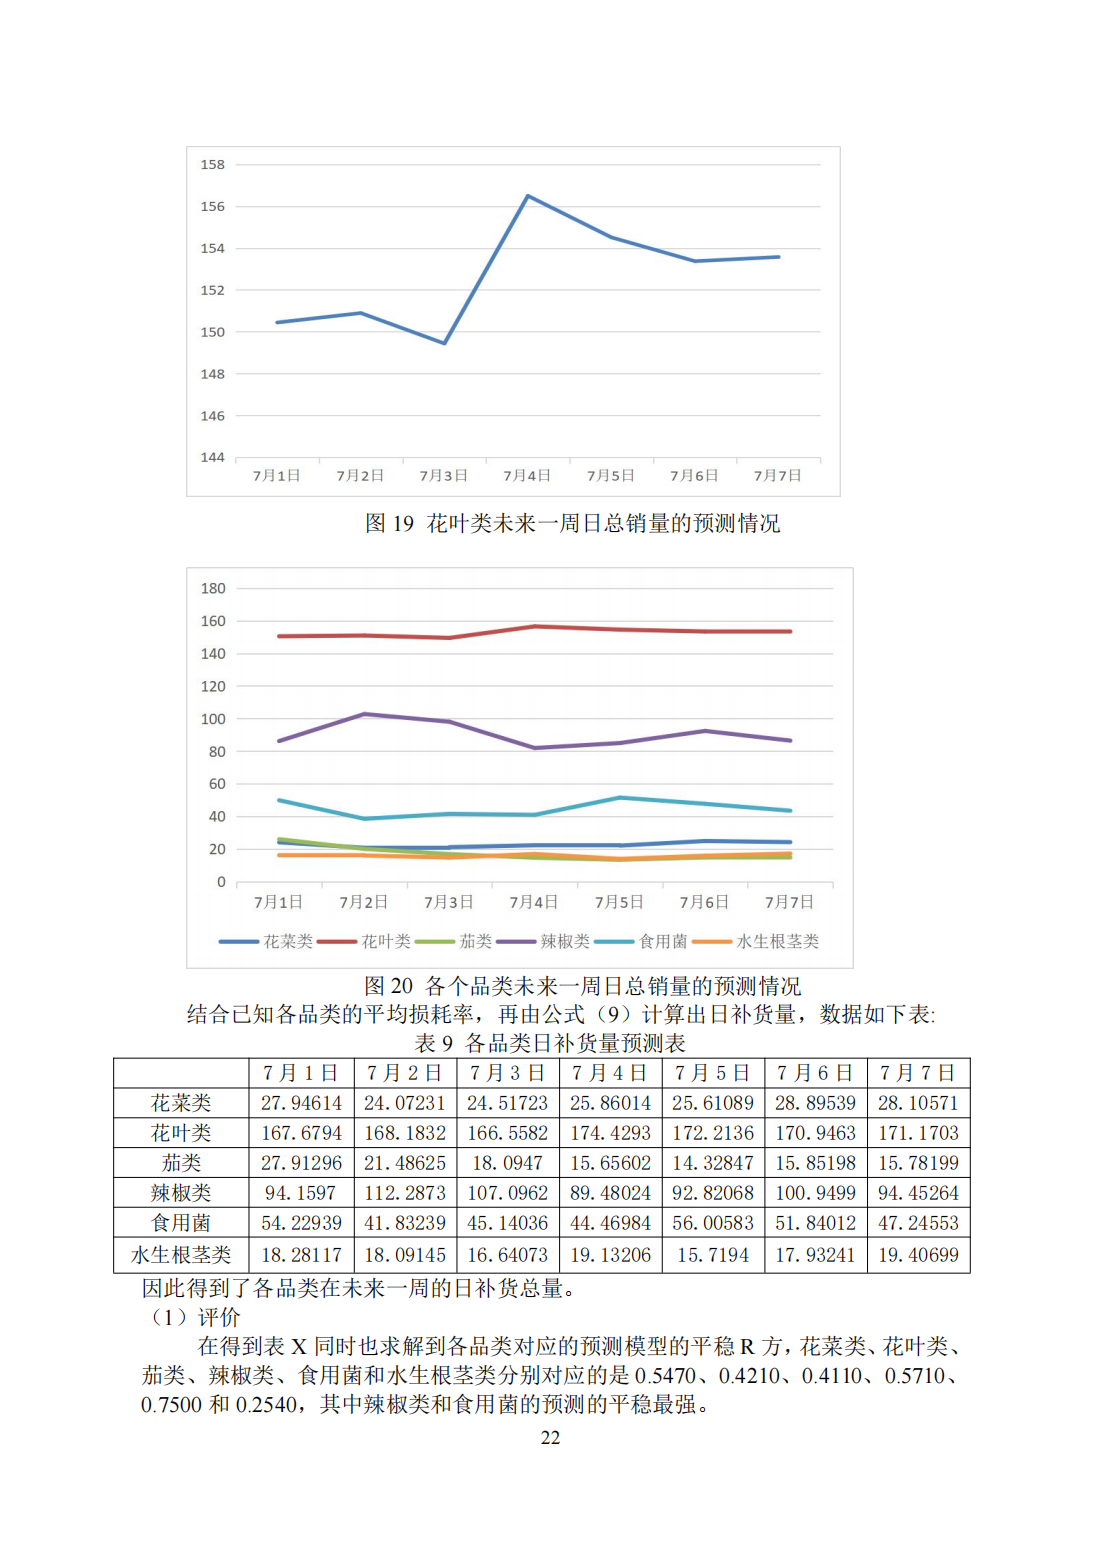 158
156
154
152
150
148
146
144
7月1日 7月2日 7月3日 7月4日 7月5日 7月6日 7月7日
图 19 花叶类未来一周日总销量的预测情况
180
160
140
120
100
80
60
40
20
0
7月1日 7月2日 7月3日 7月4日 7月5日 7月6日 7月7日
花菜类 花叶类 茄类 辣椒类 食用菌 水生根茎类
图 20 各个品类未来一周日总销量的预测情况
结合已知各品类的平均损耗率，再由公式（9）计算出日补货量，数据如下表:
表 9 各品类日补货量预测表
7 月 1 日 7 月 2 日 7 月 3 日 7 月 4 日 7 月 5 日 7 月 6 日 7 月 7 日
花菜类 27.94614 24.07231 24.51723 25.86014 25.61089 28.89539 28.10571
花叶类 167.6794 168.1832 166.5582 174.4293 172.2136 170.9463 171.1703
茄类 27.91296 21.48625 18.0947 15.65602 14.32847 15.85198 15.78199
辣椒类 94.1597 112.2873 107.0962 89.48024 92.82068 100.9499 94.45264
食用菌 54.22939 41.83239 45.14036 44.46984 56.00583 51.84012 47.24553
水生根茎类 18.28117 18.09145 16.64073 19.13206 15.7194 17.93241 19.40699
因此得到了各品类在未来一周的日补货总量。
（1）评价
在得到表 X 同时也求解到各品类对应的预测模型的平稳 R 方，花菜类、花叶类、
茄类、辣椒类、食用菌和水生根茎类分别对应的是 0.5470、0.4210、0.4110、0.5710、
0.7500 和 0.2540，其中辣椒类和食用菌的预测的平稳最强。
22